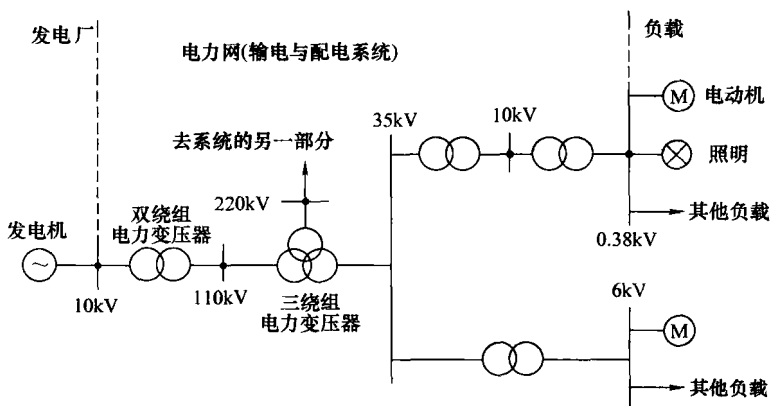 发电厂
电力网(输电与配电系统)
负载
M
电动机
35kV
10kV
去系统的另一部分
照明
220kV
其他负载
双绕组
电力变压器
发电机
0.38kV
~
10kV
110kV
6kV
三绕组
电力变压器
M
其他负载